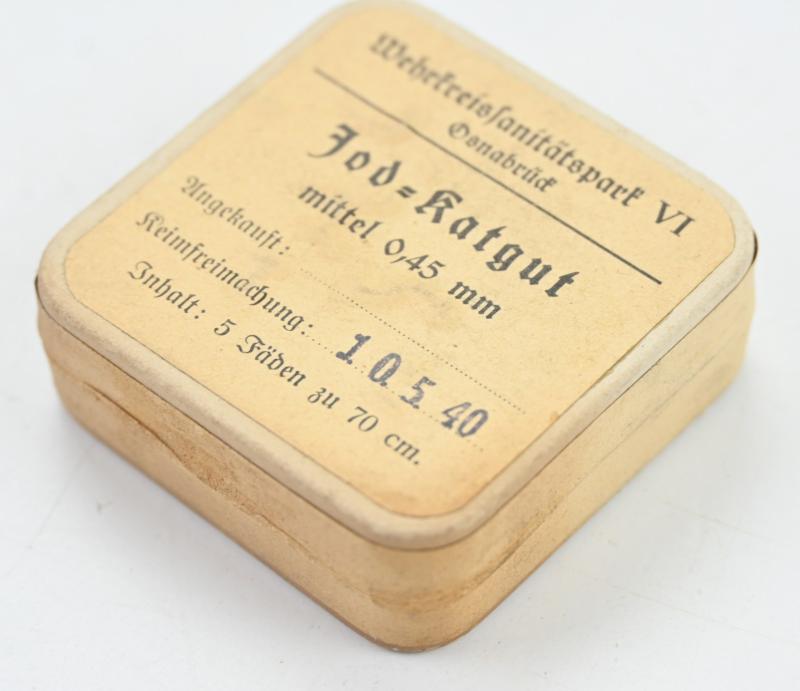 Wehrkreissanitätspark VI
Osnabrück
Jod=Katgut
mittel 0,45 mm
Angekauft:
Keimfreimachung: 10.5.40
Inhalt: 5 Fäden zu 70 cm.